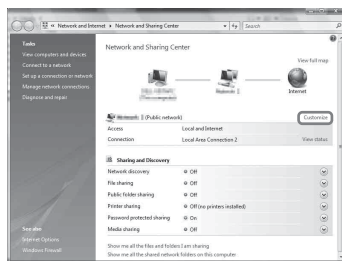 « Network and Internet ▸ Network and Sharing Center
Search
Tasks
View computers and devices
Connect to a network
Set up a connection or network
Manage network connections
Diagnose and repair
See also
Internet Options
Windows Firewall
Network and Sharing Center
View full map
Internet
(Public network)
Customize
Access Local and Internet
Connection Local Area Connection 2 View status
Sharing and Discovery
Network discovery Off
File sharing Off
Public folder sharing Off
Printer sharing Off (no printers installed)
Password protected sharing On
Media sharing Off
Show me all the files and folders I am sharing
Show me all the shared network folders on this computer